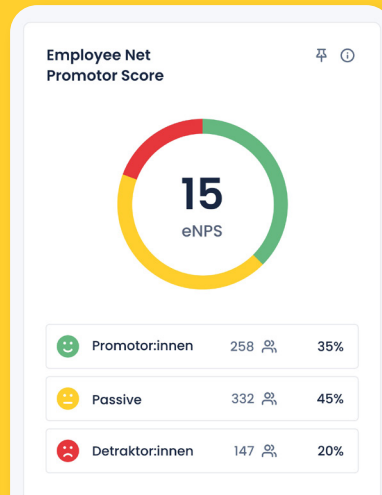 Employee Net
Promotor Score
15
eNPS
Promotor:innen 258 35%
Passive 332 45%
Detraktor:innen 147 20%